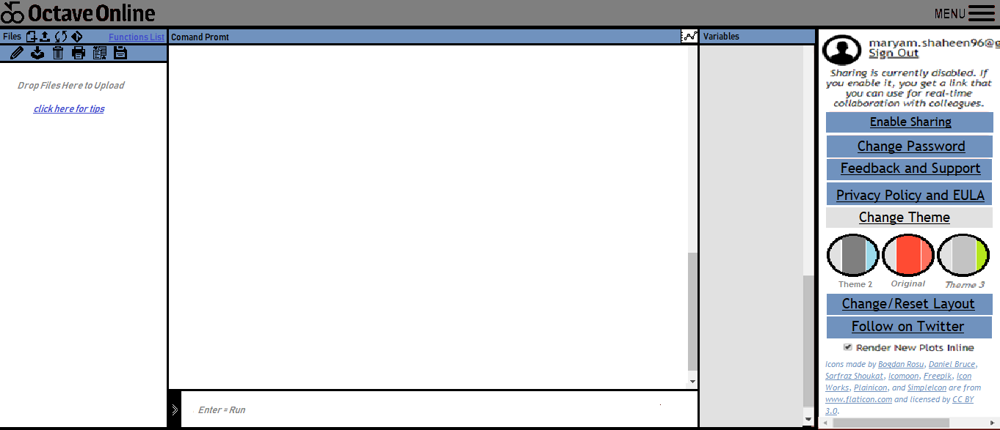 Octave Online
MENU
Files
Functions List
Comand Promt
Variables
Drop Files Here to Upload
click here for tips
Enter = Run
maryam.shaheen96@g
Sign Out
Sharing is currently disabled. If
you enable it, you get a link that
you can use for real-time
collaboration with colleagues.
Enable Sharing
Change Password
Feedback and Support
Privacy Policy and EULA
Change Theme
Theme 2
Original
Theme 3
Change/Reset Layout
Follow on Twitter
Render New Plots Inline
Icons made by Bogdan Rosu, Daniel Bruce,
Sarfraz Shoukat, Icomoon, Freepik, Icon
Works, Plainicon, and SimpleIcon are from
www.flaticon.com and licensed by CC BY
3.0.